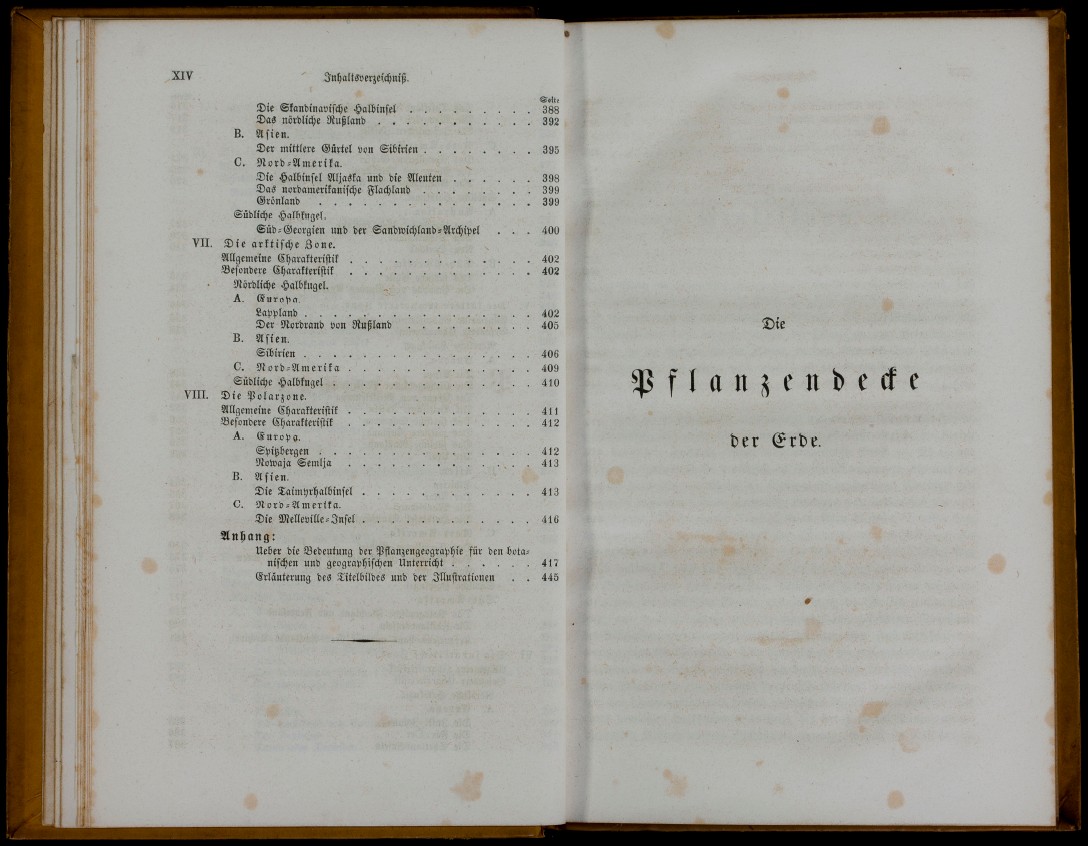 XIV Inhaltsverzeichniß.
Seite
Die Skandinavische Halbinsel . . . . . . . . . . 388
Das nördliche Rußland . . . . . . . . . . . 392
B. Asien.
Der mittlere Gürtel von Sibirien . . . . . . . . 395
C. Nord-Amerika.
Die Halbinsel Aljaska und die Aleuten . . . . . . 398
Das nordamerikanische Flachland . . . . . . . . 399
Grönland . . . . . . . . . . . . . . 399
Südliche Halbkugel.
Süd-Georgien und der Sandwichland-Archipel . . . 400
VII. Die arktische Zone.
Allgemeine Charakteristik . . . . . . . . . . . . 402
Besondere Charakteristik . . . . . . . . . . . . 402
Nördliche Halbkugel.
A. Europa.
Lappland . . . . . . . . . . . . . . . 402
Der Nordrand von Rußland . . . . . . . . . 405
B. Asien.
Sibirien . . . . . . . . . . . . . . . 406
C. Nord-Amerika . . . . . . . . . . . . 409
Südliche Halbkugel . . . . . . . . . . . . . 410
VIII. Die Polarzone.
Allgemeine Charakteristik . . . . . . . . . . . . 411
Besondere Charakteristik . . . . . . . . . . . . 412
A. Europa.
Spitzbergen . . . . . . . . . . . . . . 412
Nowaja Semlja . . . . . . . . . . . . 413
B. Asien.
Die Taimyrhalbinsel . . . . . . . . . . . 413
C. Nord-Amerika.
Die Melleville-Insel . . . . . . . . . . . 416
Anhang:
Ueber die Bedeutung der Pflanzengeographie für den bota-
nischen und geographischen Unterricht . . . . . . 417
Erläuterung des Titelbildes und der Illustrationen . . 445
Die
Pflanzendecke
der Erde.